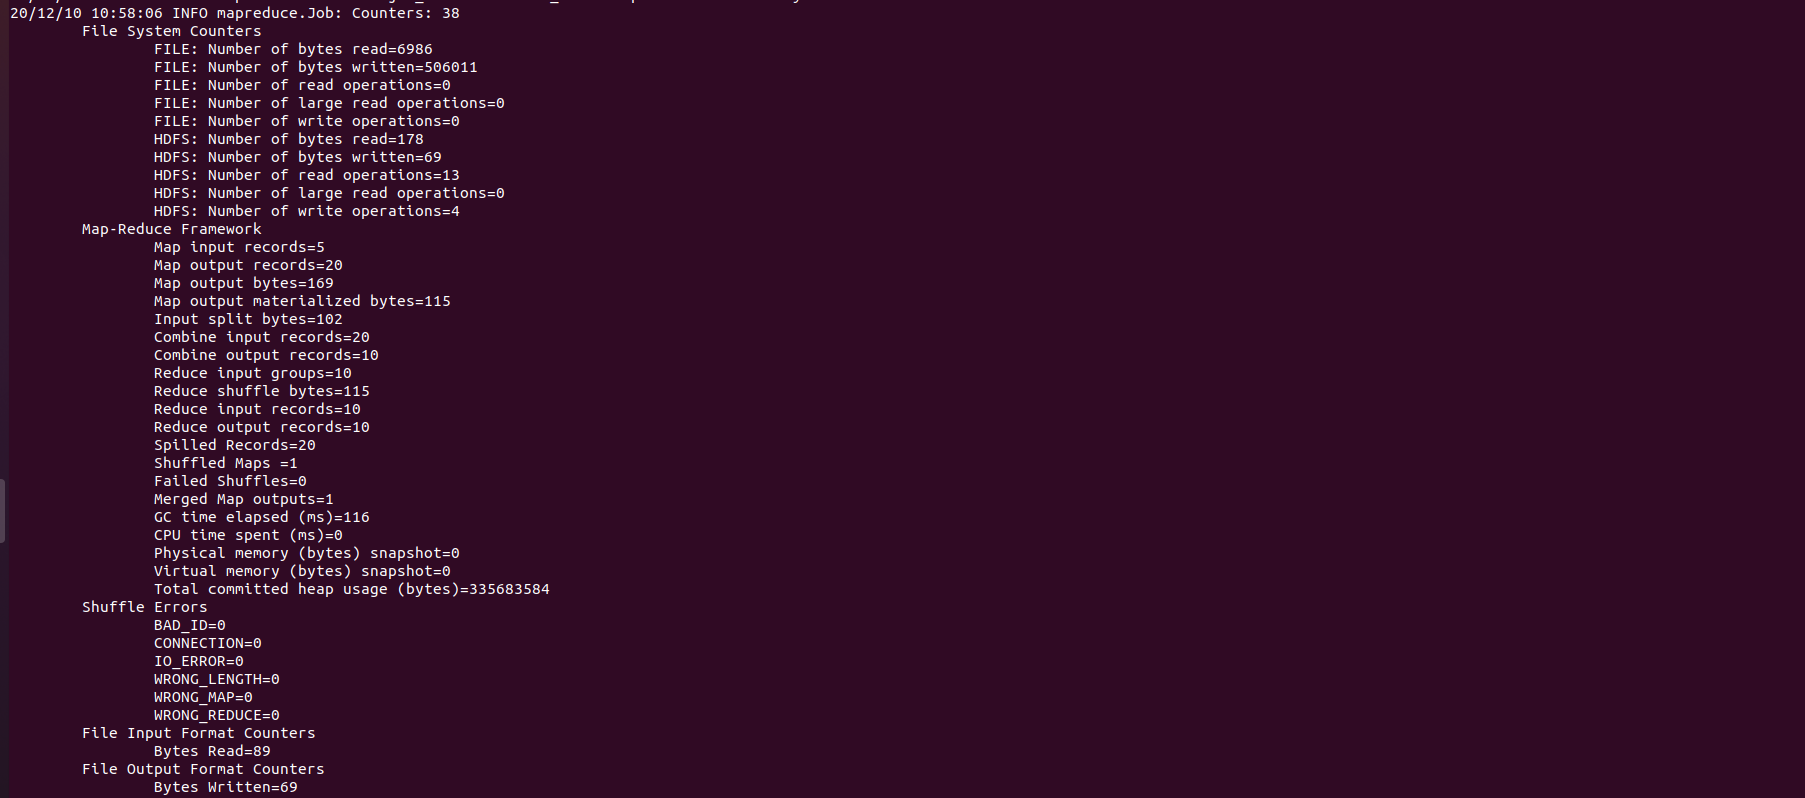 20/12/10 10:58:06 INFO mapreduce.Job: Counters: 38
File System Counters
FILE: Number of bytes read=6986
FILE: Number of bytes written=506011
FILE: Number of read operations=0
FILE: Number of large read operations=0
FILE: Number of write operations=0
HDFS: Number of bytes read=178
HDFS: Number of bytes written=69
HDFS: Number of read operations=13
HDFS: Number of large read operations=0
HDFS: Number of write operations=4
Map-Reduce Framework
Map input records=5
Map output records=20
Map output bytes=169
Map output materialized bytes=115
Input split bytes=102
Combine input records=20
Combine output records=10
Reduce input groups=10
Reduce shuffle bytes=115
Reduce input records=10
Reduce output records=10
Spilled Records=20
Shuffled Maps =1
Failed Shuffles=0
Merged Map outputs=1
GC time elapsed (ms)=116
CPU time spent (ms)=0
Physical memory (bytes) snapshot=0
Virtual memory (bytes) snapshot=0
Total committed heap usage (bytes)=335683584
Shuffle Errors
BAD_ID=0
CONNECTION=0
IO_ERROR=0
WRONG_LENGTH=0
WRONG_MAP=0
WRONG_REDUCE=0
File Input Format Counters
Bytes Read=89
File Output Format Counters
Bytes Written=69